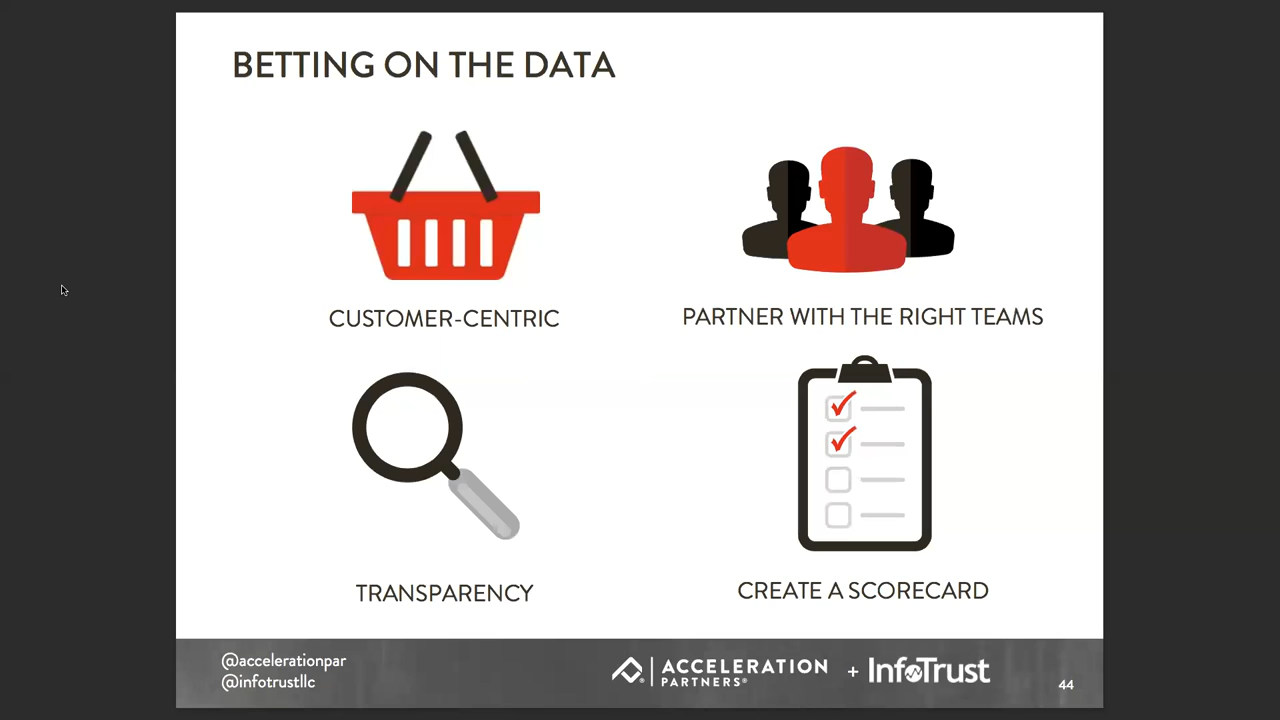 BETTING ON THE DATA
CUSTOMER-CENTRIC
PARTNER WITH THE RIGHT TEAMS
TRANSPARENCY
CREATE A SCORECARD
@accelerationpar
@infotrustllc
ACCELERATION
PARTNERS®
+ InfoTrust
44